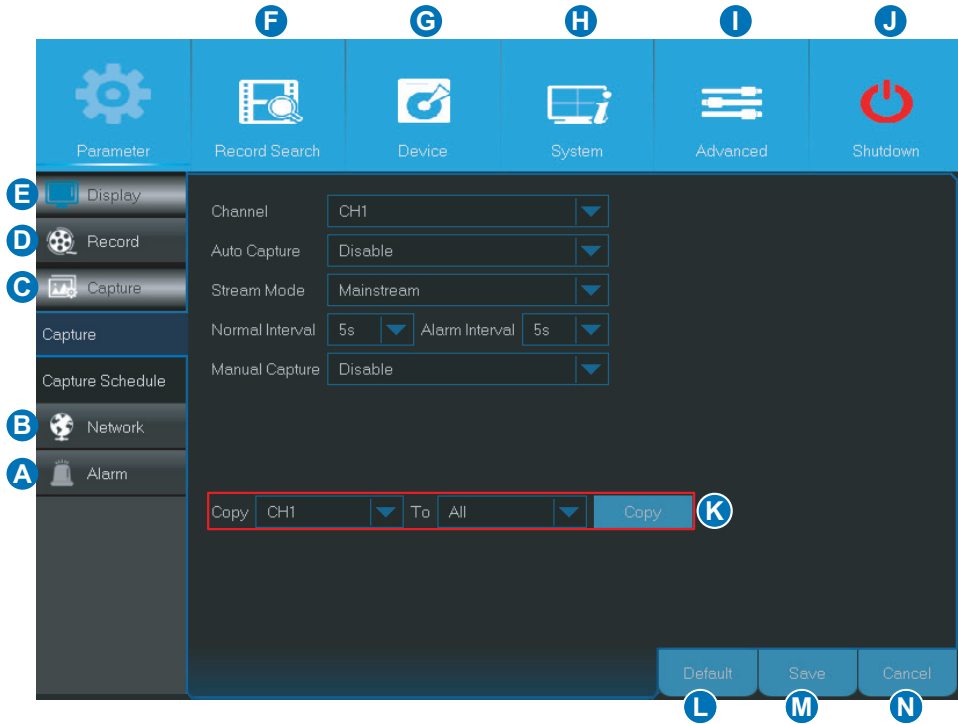 F G H I J
Parameter Record Search Device System Advanced Shutdown
E Display
D Record
C Capture
Capture
Capture Schedule
B Network
A Alarm
Channel CH1
Auto Capture Disable
Stream Mode Mainstream
Normal Interval 5s Alarm Interval 5s
Manual Capture Disable
Copy CH1 To All Copy K
Default Save Cancel
L M N